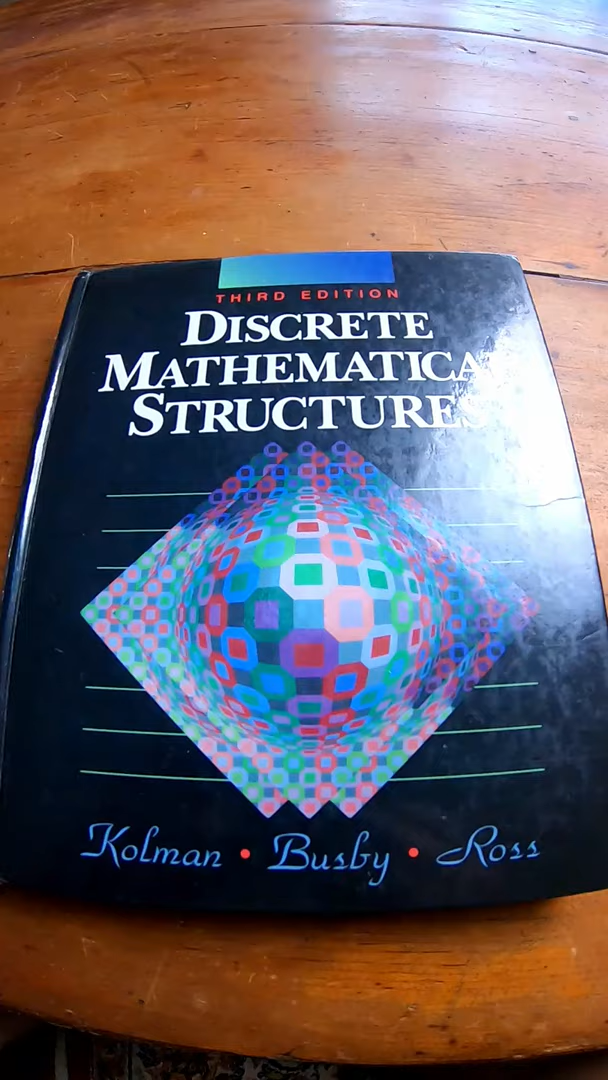 THIRD EDITION
DISCRETE
MATHEMATICAL
STRUCTURES
Kolman • Busby • Ross